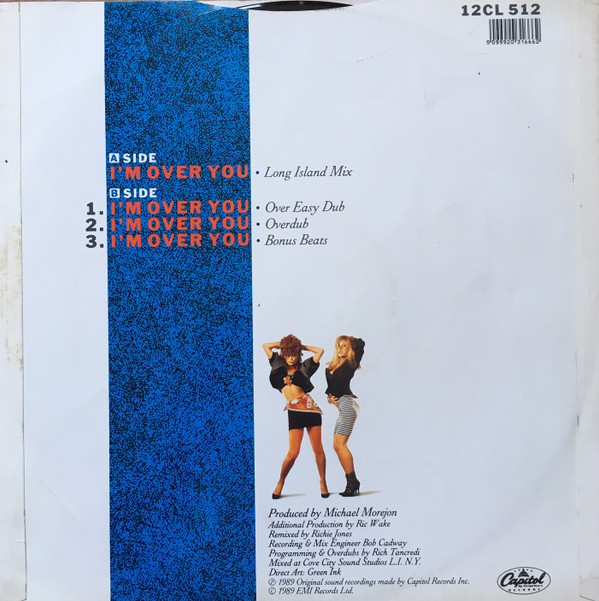 12CL 512
5099920316662
A SIDE
I'M OVER YOU • Long Island Mix
B SIDE
1. I'M OVER YOU • Over Easy Dub
2. I'M OVER YOU • Overdub
3. I'M OVER YOU • Bonus Beats
Produced by Michael Morejon
Additional Production by Ric Wake
Remixed by Richie Jones
Recording & Mix Engineer Bob Cadway
Programming & Overdubs by Rich Tancredi
Mixed at Cove City Sound Studios L.I. N.Y.
Direct Art: Green Ink
℗ 1989 Original sound recordings made by Capitol Records Inc.
© 1989 EMI Records Ltd.
Capitol